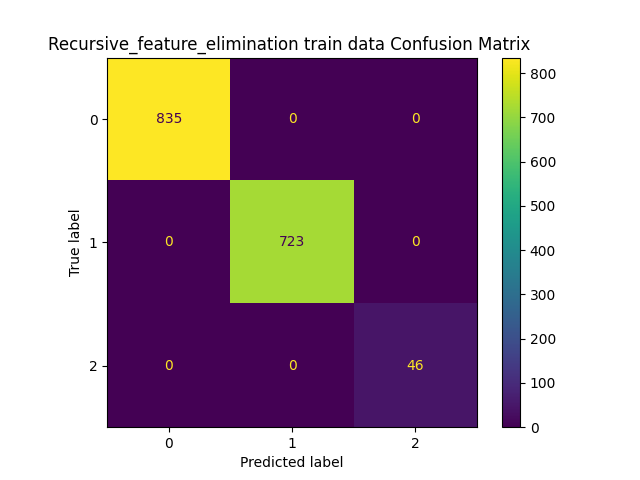 Recursive_feature_elimination train data Confusion Matrix
True label
0
835 0 0
1
0 723 0
2
0 0 46
0 1 2
Predicted label
800
700
600
500
400
300
200
100
0